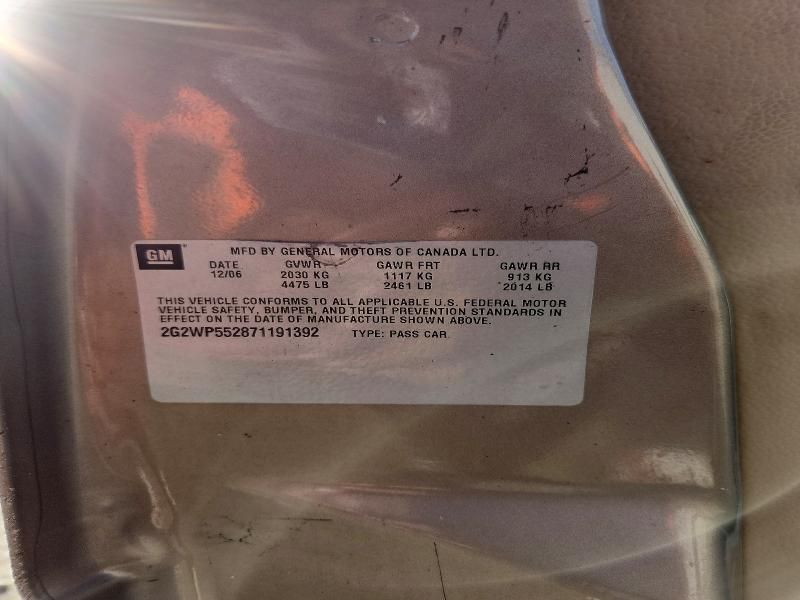 GM
MFD BY GENERAL MOTORS OF CANADA LTD.
DATE GVWR GAWR FRT GAWR RR
12/06 2030 KG 1117 KG 913 KG
4475 LB 2461 LB 2014 LB
THIS VEHICLE CONFORMS TO ALL APPLICABLE U.S. FEDERAL MOTOR
VEHICLE SAFETY, BUMPER, AND THEFT PREVENTION STANDARDS IN
EFFECT ON THE DATE OF MANUFACTURE SHOWN ABOVE.
2G2WP552871191392 TYPE: PASS CAR